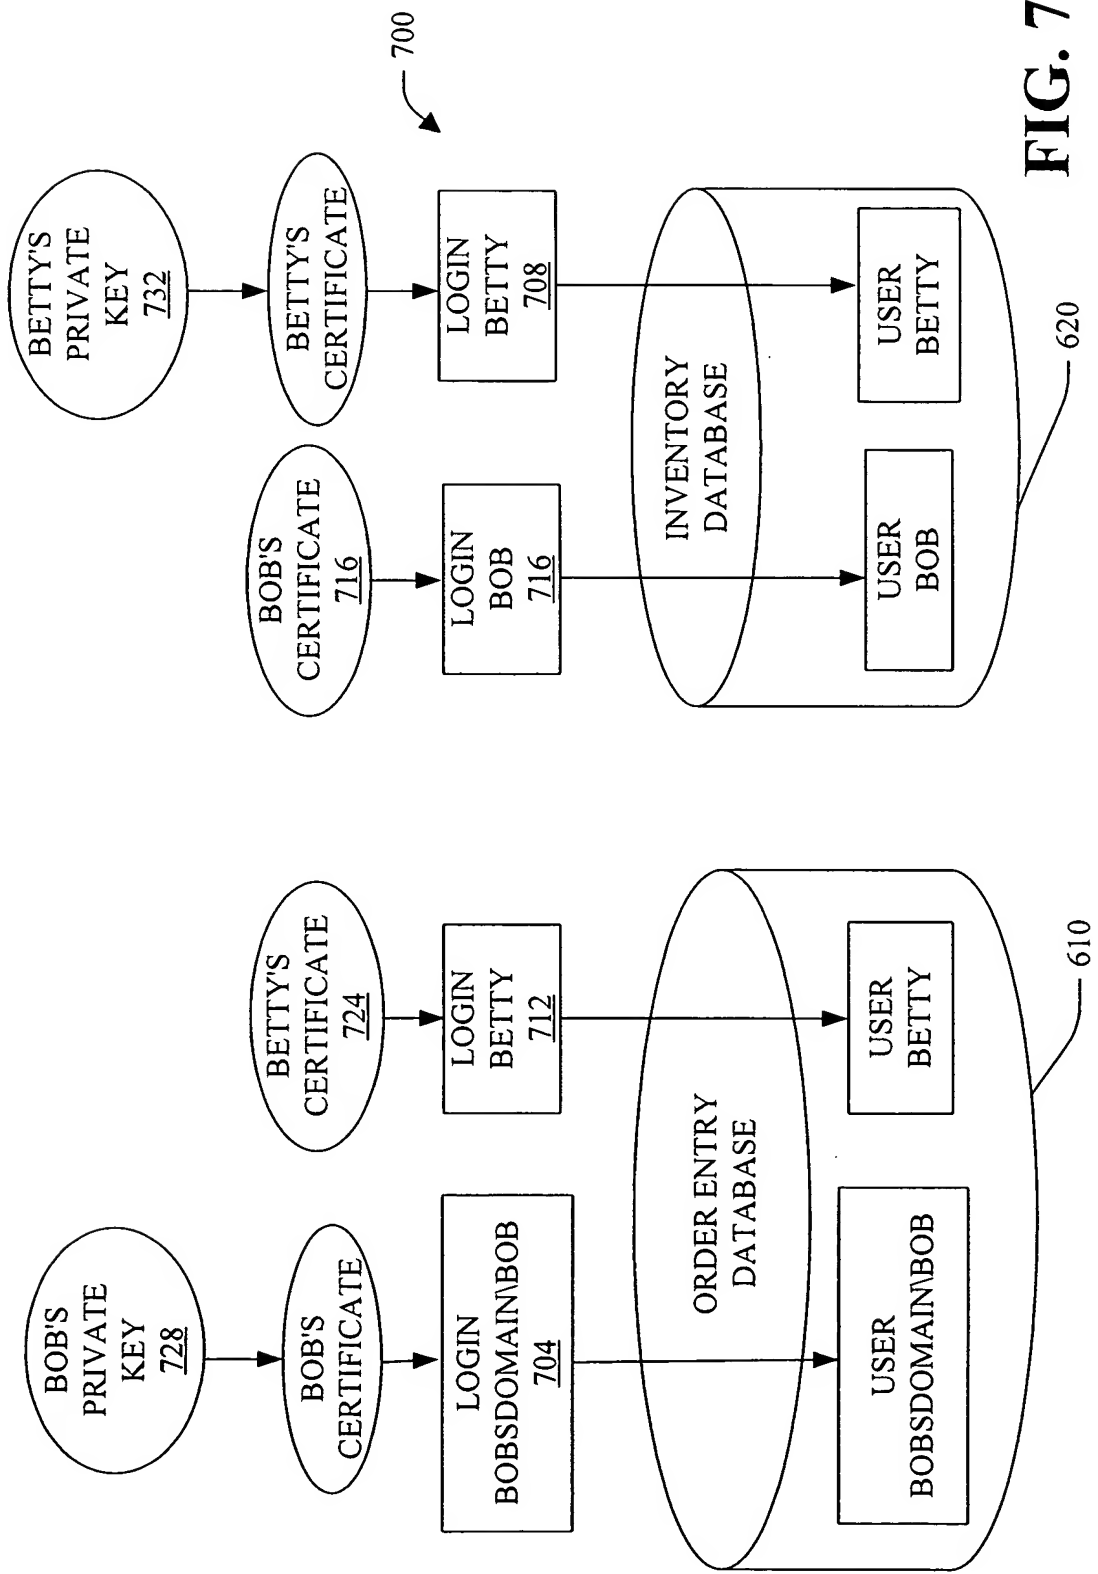 BOB'S
PRIVATE
KEY
728
BOB'S
CERTIFICATE
LOGIN
BOBSDOMAIN\BOB
704
BETTY'S
CERTIFICATE
724
LOGIN
BETTY
712
ORDER ENTRY
DATABASE
USER
BOBSDOMAIN\BOB
USER
BETTY
610
BETTY'S
PRIVATE
KEY
732
BOB'S
CERTIFICATE
716
BETTY'S
CERTIFICATE
LOGIN
BOB
716
LOGIN
BETTY
708
700
INVENTORY
DATABASE
USER
BOB
USER
BETTY
620
FIG. 7